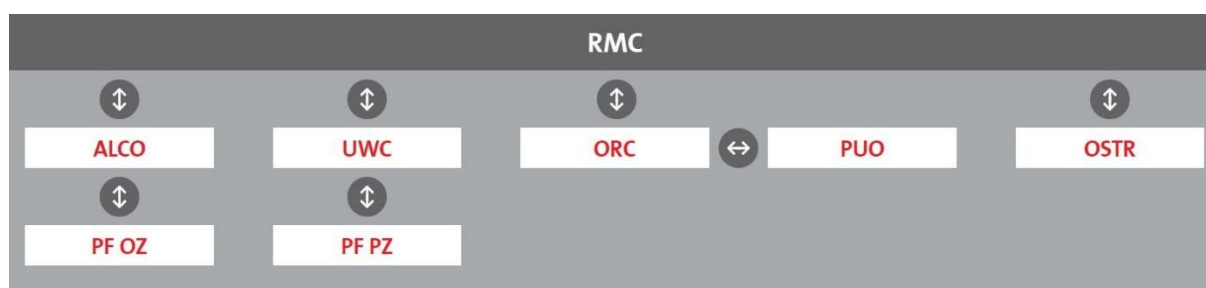 RMC
ALCO UWC ORC PUO OSTR
PF OZ PF PZ